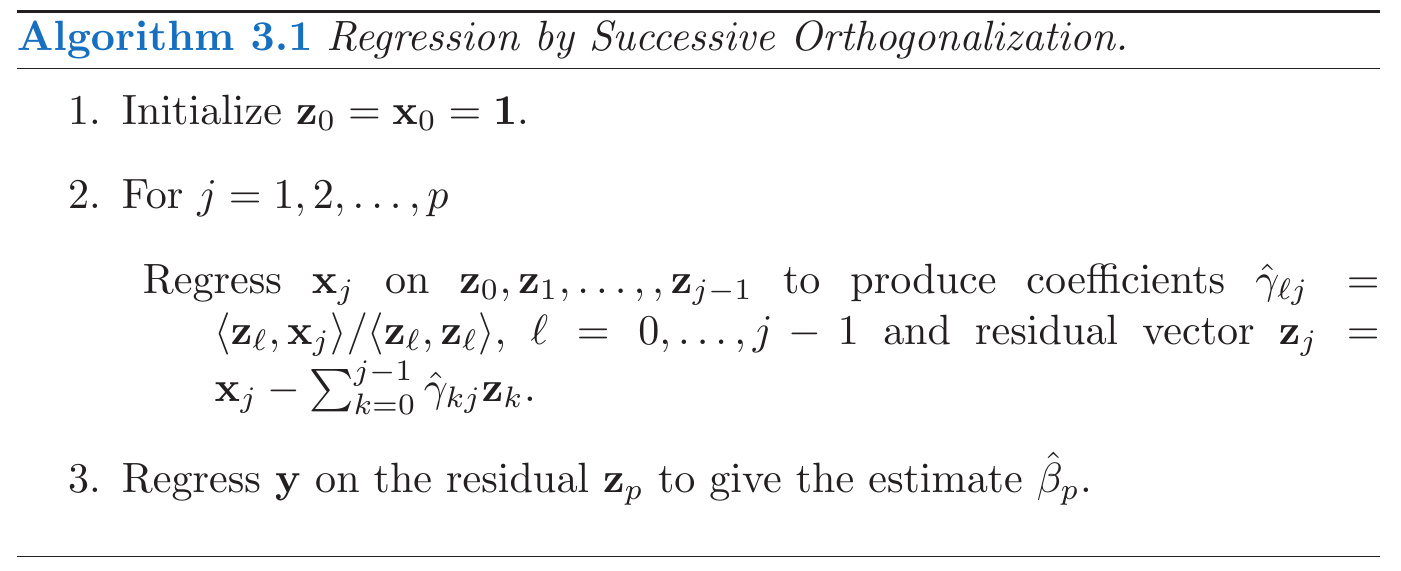 Algorithm 3.1 Regression by Successive Orthogonalization.
1. Initialize z₀ = x₀ = 1.
2. For j = 1, 2, . . . , p
Regress xⱼ on z₀, z₁, . . . , , zⱼ₋₁ to produce coefficients γ̂ℓⱼ =
⟨zℓ, xⱼ⟩/⟨zℓ, zℓ⟩, ℓ = 0, . . . , j − 1 and residual vector zⱼ =
xⱼ − ∑ₖ₌₀ʲ⁻¹ γ̂ₖⱼzₖ.
3. Regress y on the residual zₚ to give the estimate β̂ₚ.